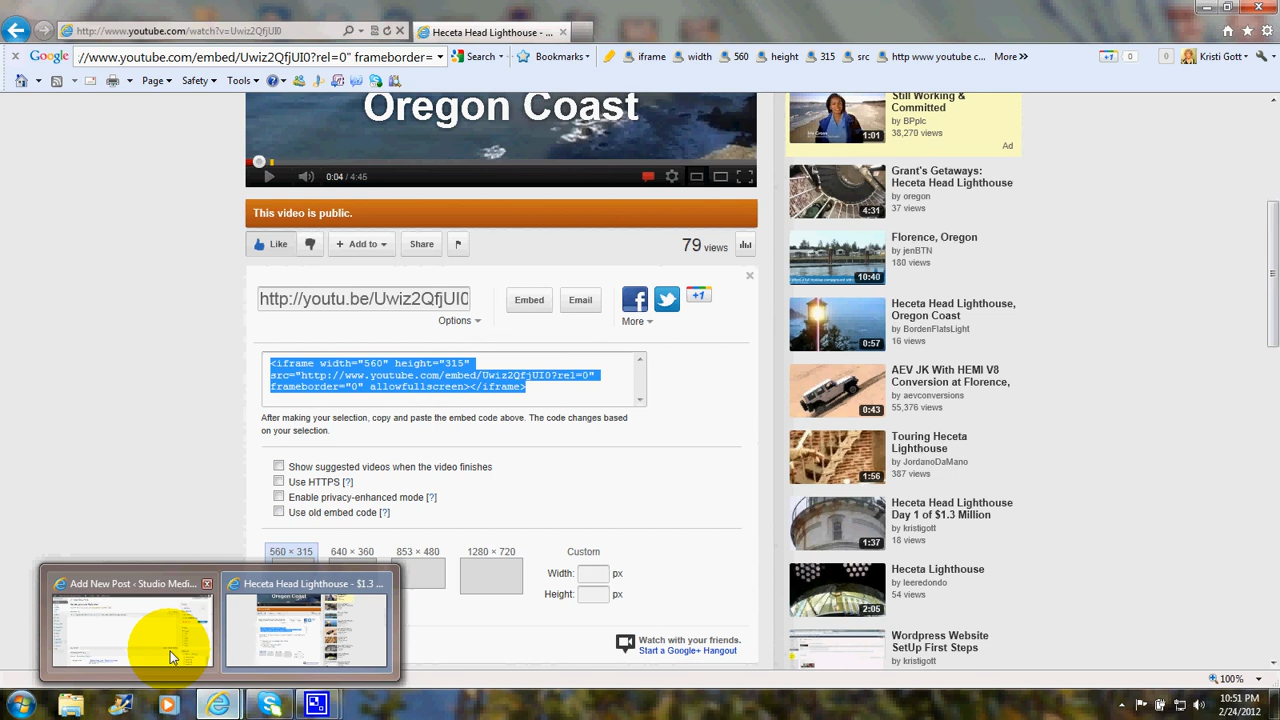 http://www.youtube.com/watch?v=Uwiz2QfjUI0
Heceta Head Lighthouse - ...
Google
//www.youtube.com/embed/Uwiz2QfjUI0?rel=0" frameborder=
Search
Bookmarks
iframe
width
560
height
315
src
http www youtube c...
More »
+1
0
0
Kristi Gott
Page
Safety
Tools
Oregon Coast
0:04 / 4:45
This video is public.
Like
+ Add to
Share
79 views
http://youtu.be/Uwiz2QfjUI0
Embed
Email
+1
Options
More
<iframe width="560" height="315"
src="http://www.youtube.com/embed/Uwiz2QfjUI0?rel=0"
frameborder="0" allowfullscreen></iframe>
After making your selection, copy and paste the embed code above. The code changes based
on your selection.
Show suggested videos when the video finishes
Use HTTPS [?]
Enable privacy-enhanced mode [?]
Use old embed code [?]
560 × 315
640 × 360
853 × 480
1280 × 720
Custom
Width:
px
Height:
px
Watch with your friends.
Start a Google+ Hangout
Still Working &
Committed
by BPplc
38,270 views
1:01
Ad
Grant's Getaways:
Heceta Head Lighthouse
by oregon
37 views
4:31
Florence, Oregon
by jenBTN
180 views
10:40
Heceta Head Lighthouse,
Oregon Coast
by BordenFlatsLight
16 views
0:57
AEV JK With HEMI V8
Conversion at Florence,
by aevconversions
55,376 views
0:43
Touring Heceta
Lighthouse
by JordanoDaMano
387 views
1:56
Heceta Head Lighthouse
Day 1 of $1.3 Million
by kristigott
18 views
1:37
Heceta Lighthouse
by leeredondo
54 views
2:05
Wordpress Website
SetUp First Steps
by kristigott
Add New Post ‹ Studio Medi...
Heceta Head Lighthouse - $1.3 ...
100%
10:51 PM
2/24/2012